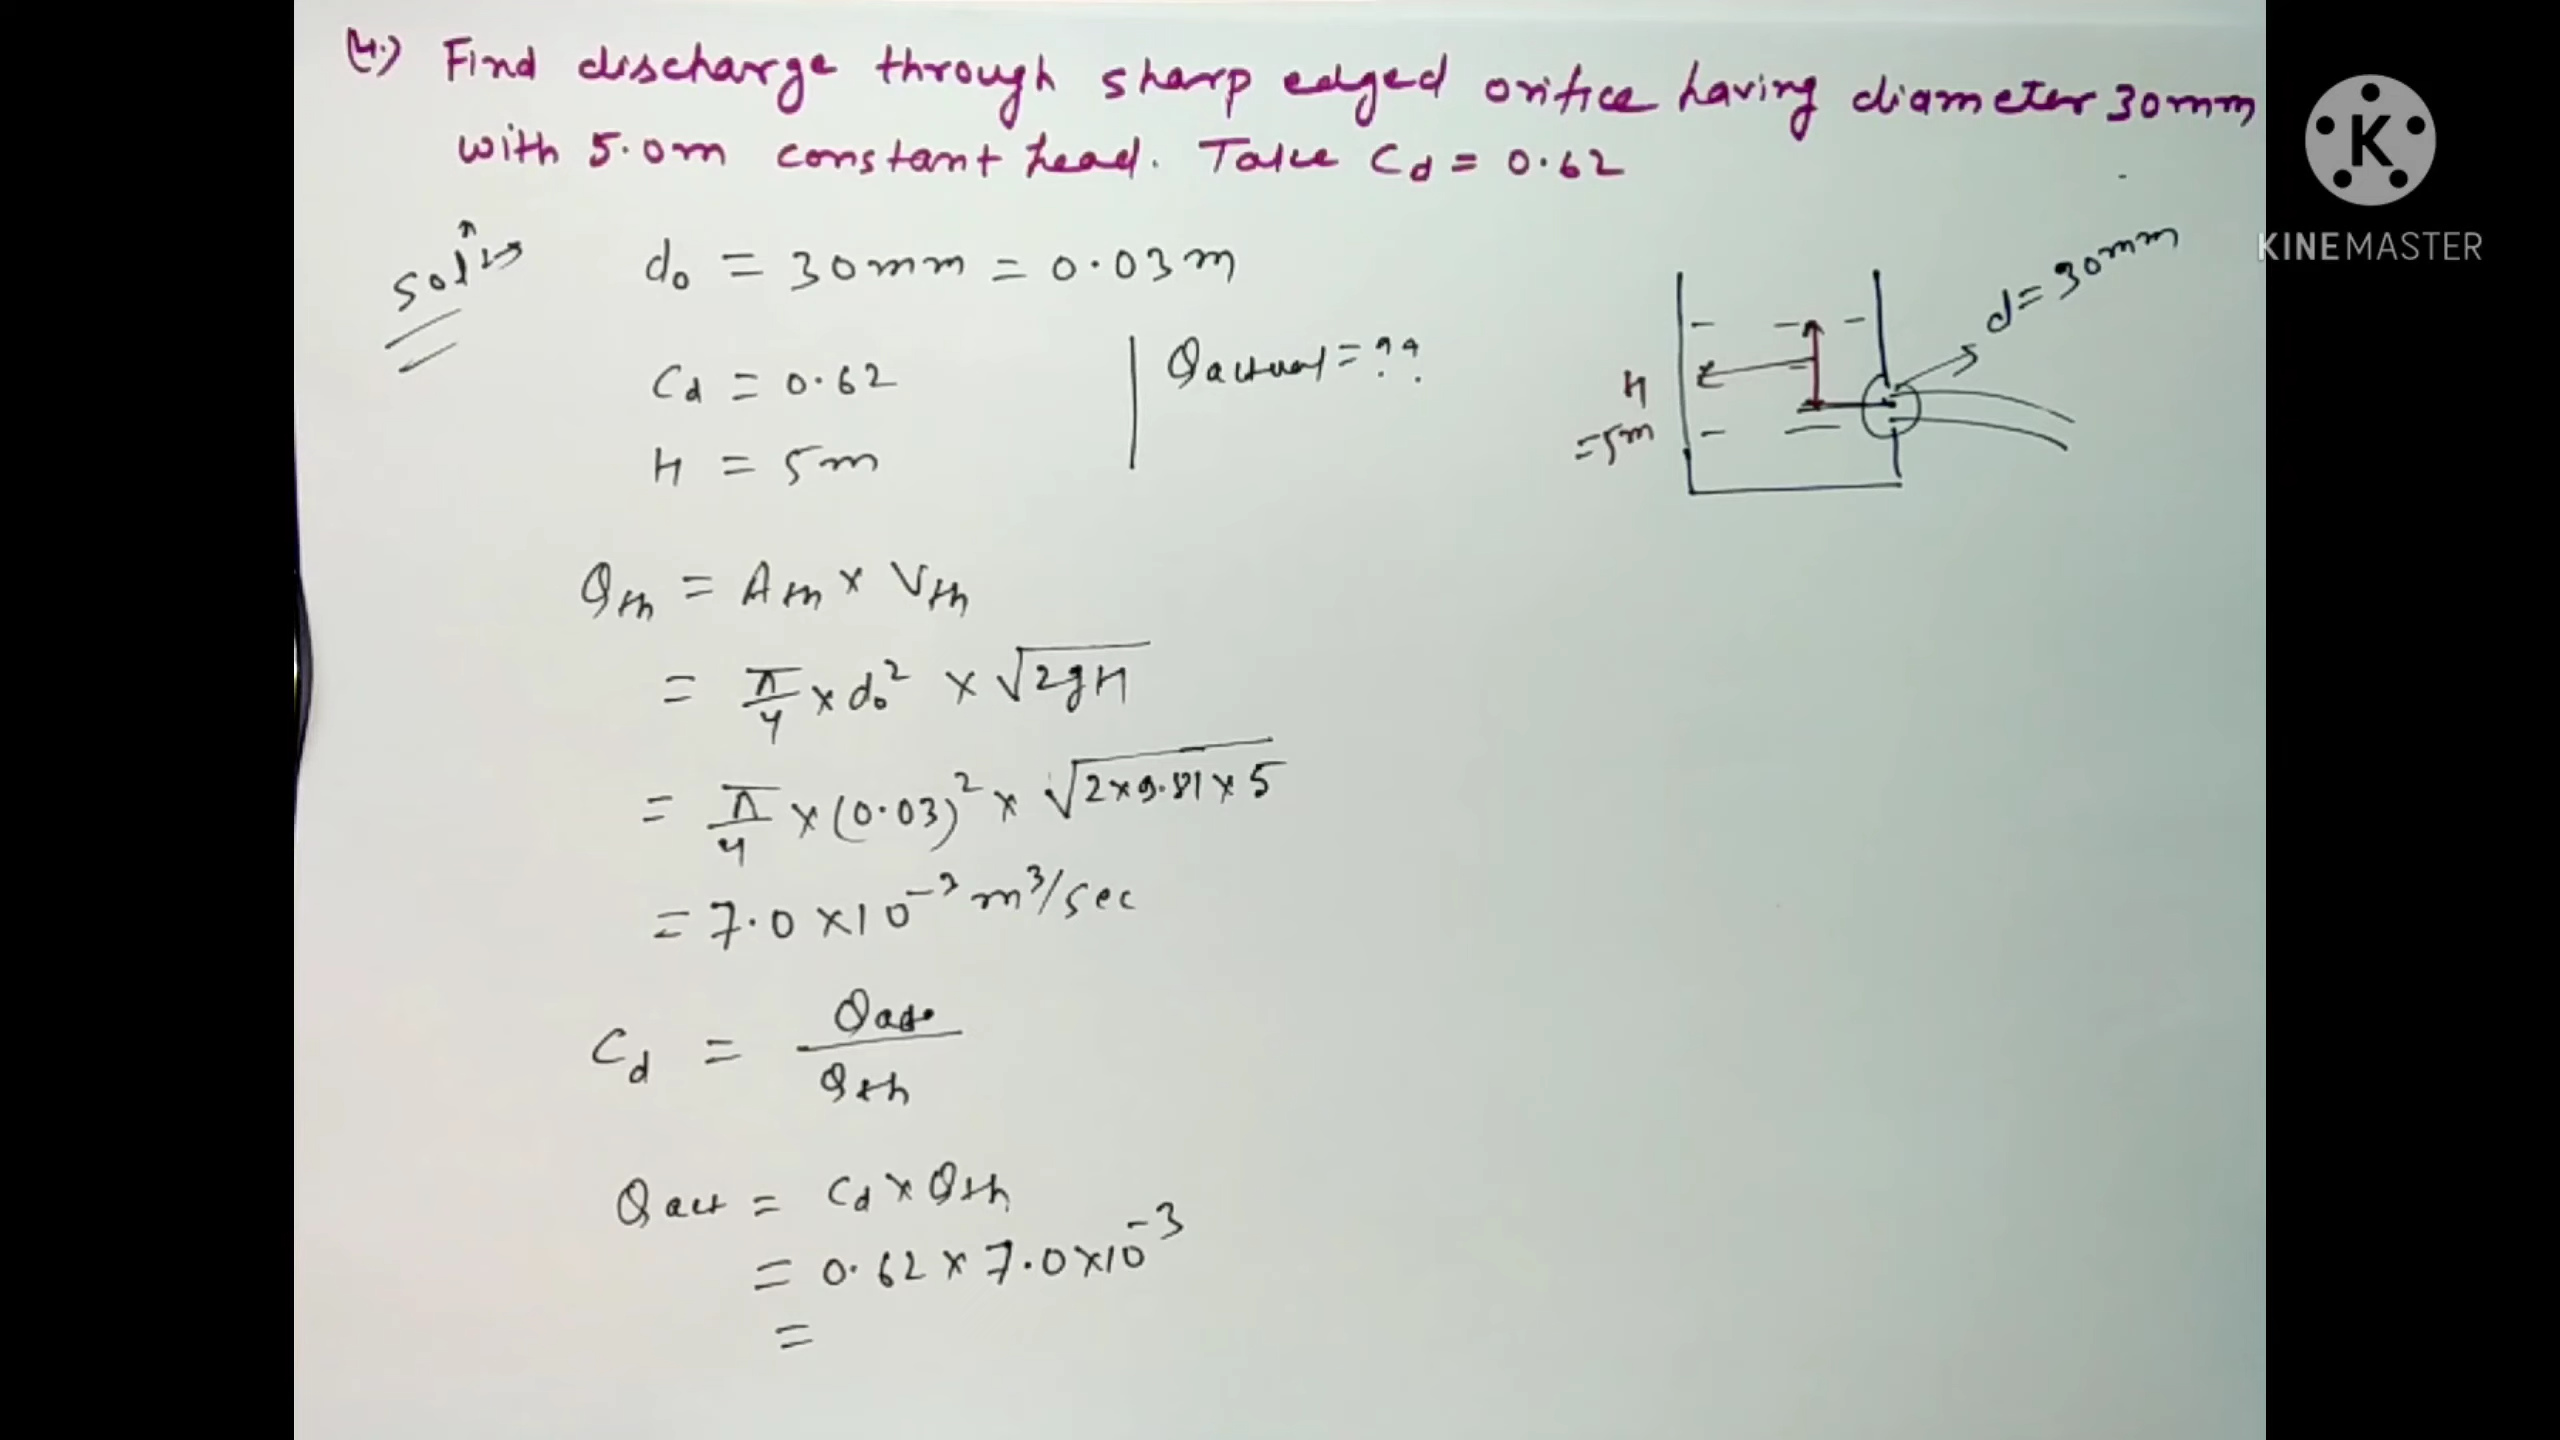 (4.) Find discharge through sharp edged orifice having diameter 30mm
with 5.0m constant head. Take Cd = 0.62
Solⁿ
d₀ = 30mm = 0.03m
Cd = 0.62
H = 5m
Qactual = ??
d=30mm
H
=5m
Qth = Ath × Vth
= π/4 × d₀² × √2gH
= π/4 × (0.03)² × √2×9.81×5
= 7.0 ×10⁻³ m³/sec
Cd = Qact / Qth
Qact = Cd × Qth
= 0.62 × 7.0×10⁻³
=
K
KINEMASTER